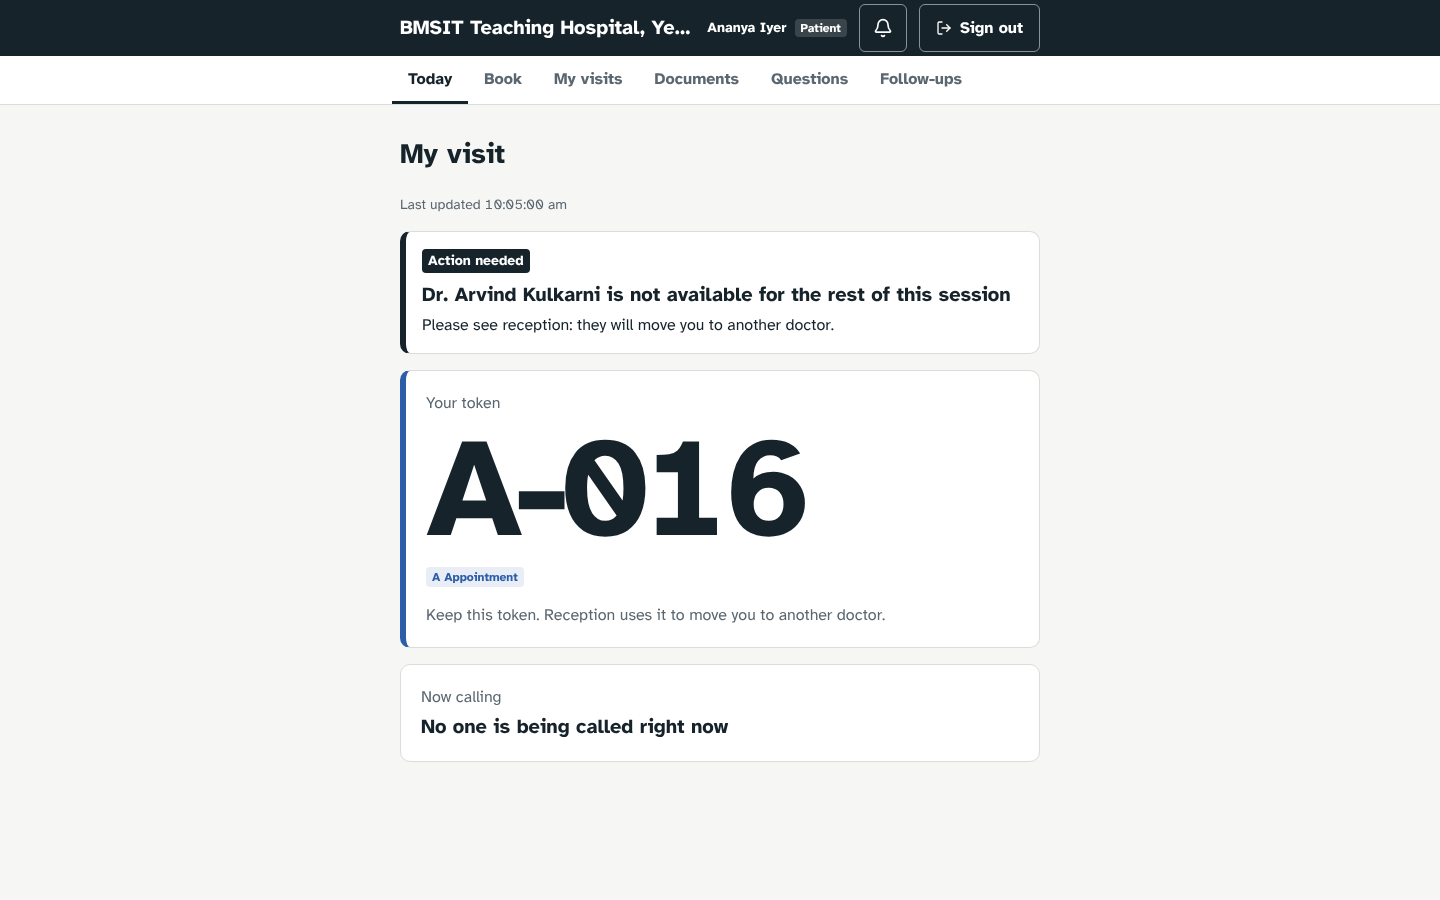 BMSIT Teaching Hospital, Ye...
Ananya Iyer Patient
Sign out
Today Book My visits Documents Questions Follow-ups
My visit
Last updated 10:05:00 am
Action needed
Dr. Arvind Kulkarni is not available for the rest of this session
Please see reception: they will move you to another doctor.
Your token
A-016
A Appointment
Keep this token. Reception uses it to move you to another doctor.
Now calling
No one is being called right now